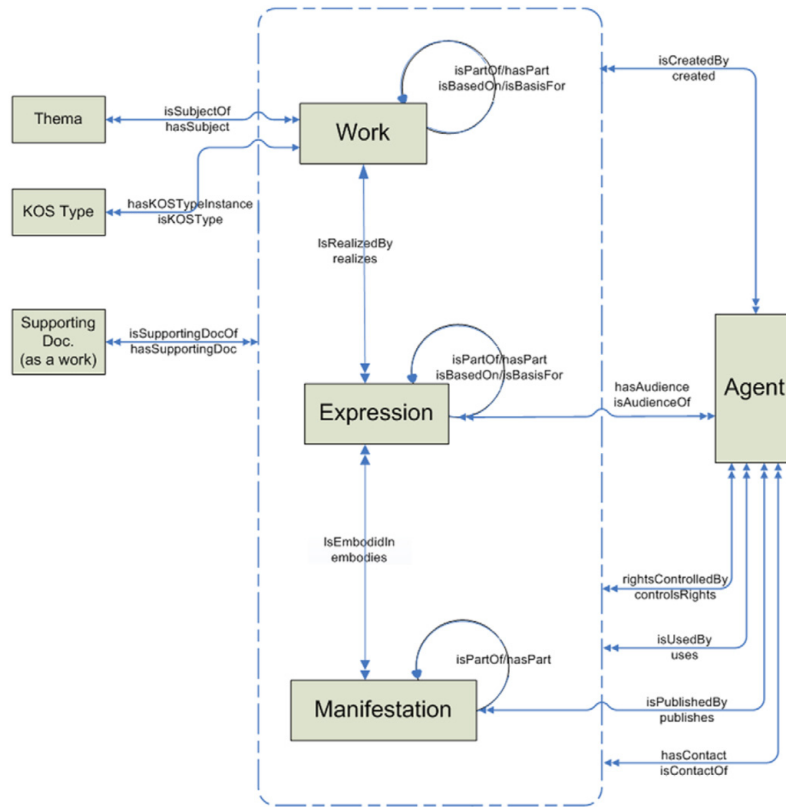 isCreatedBy
created
isPartOf/hasPart
isBasedOn/isBasisFor
Thema
isSubjectOf
hasSubject
Work
KOS Type
hasKOSTypeInstance
isKOSType
IsRealizedBy
realizes
Supporting
Doc.
(as a work)
isSupportingDocOf
hasSupportingDoc
isPartOf/hasPart
isBasedOn/isBasisFor
Expression
hasAudience
isAudienceOf
Agent
IsEmbodidIn
embodies
rightsControlledBy
controlsRights
isUsedBy
uses
isPartOf/hasPart
Manifestation
isPublishedBy
publishes
hasContact
isContactOf